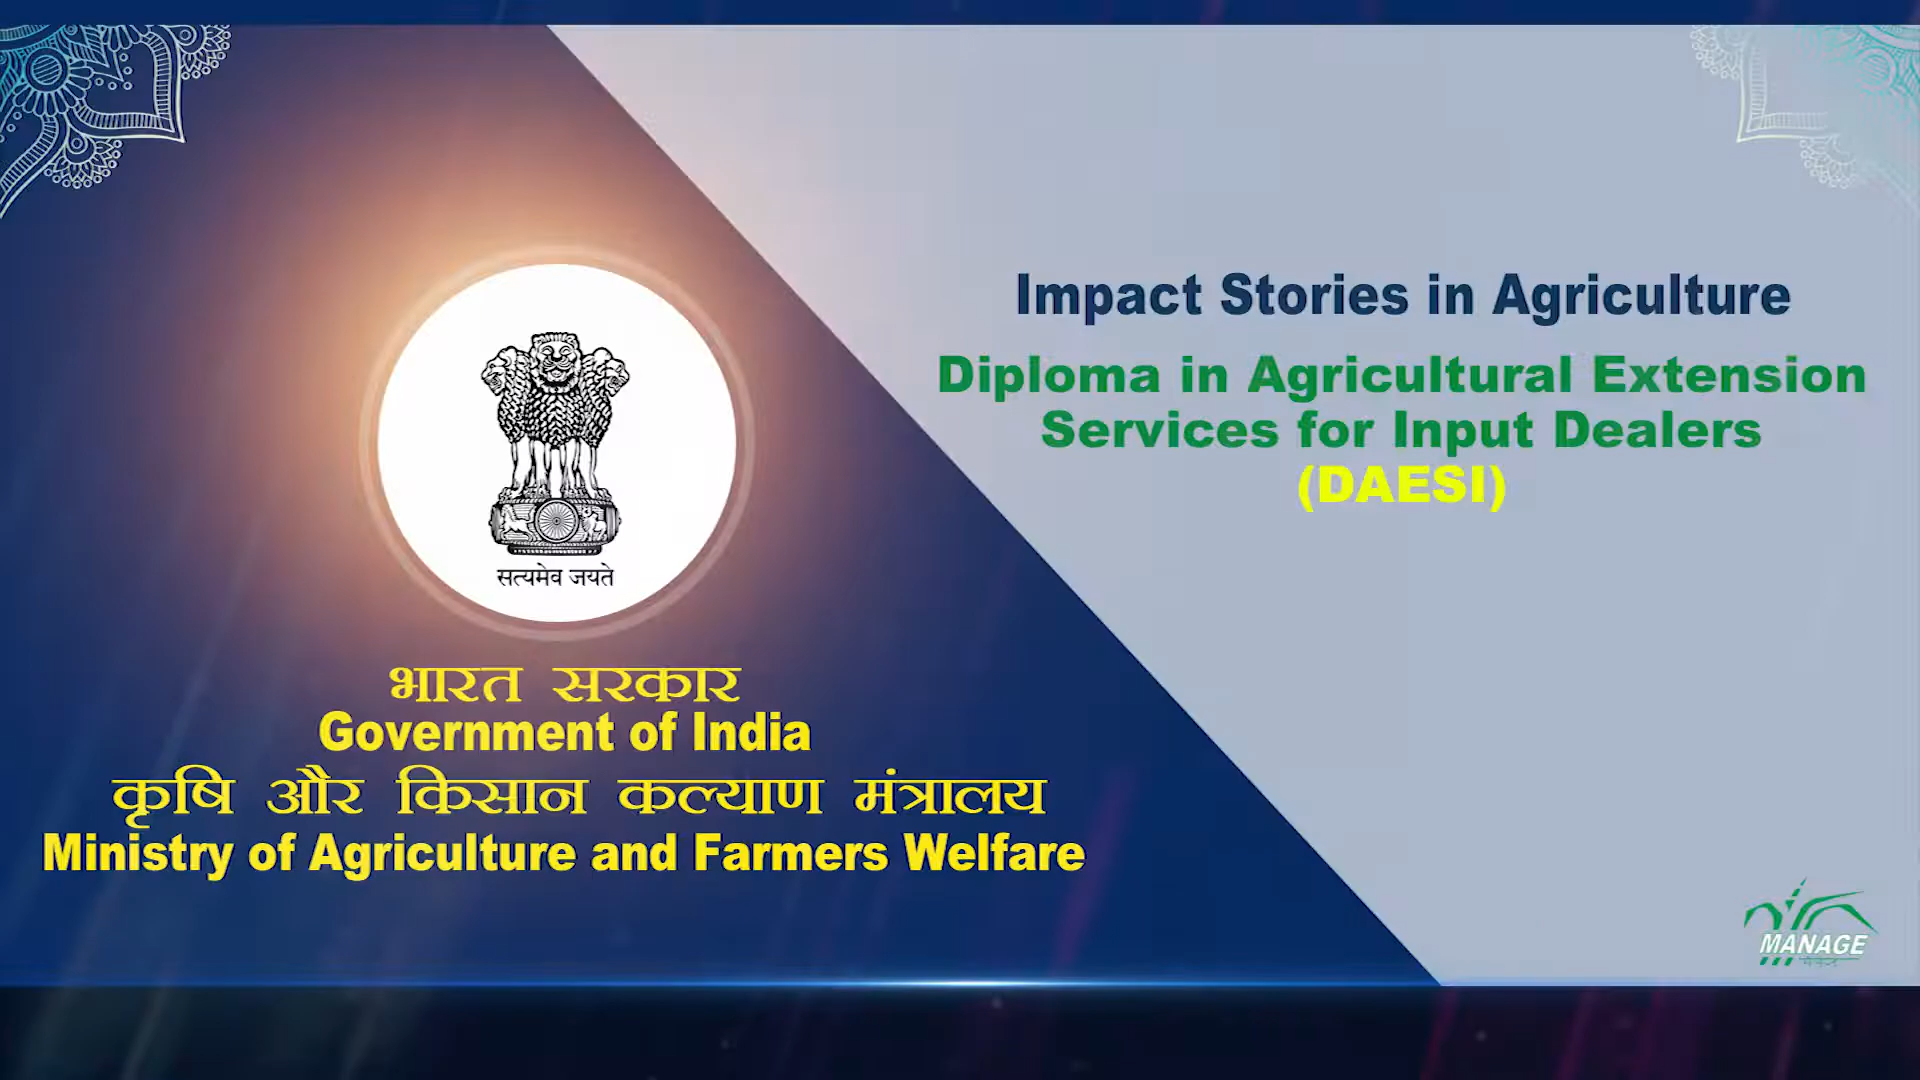 सत्यमेव जयते
भारत सरकार
Government of India
कृषि और किसान कल्याण मंत्रालय
Ministry of Agriculture and Farmers Welfare
Impact Stories in Agriculture
Diploma in Agricultural Extension
Services for Input Dealers
(DAESI)
MANAGE